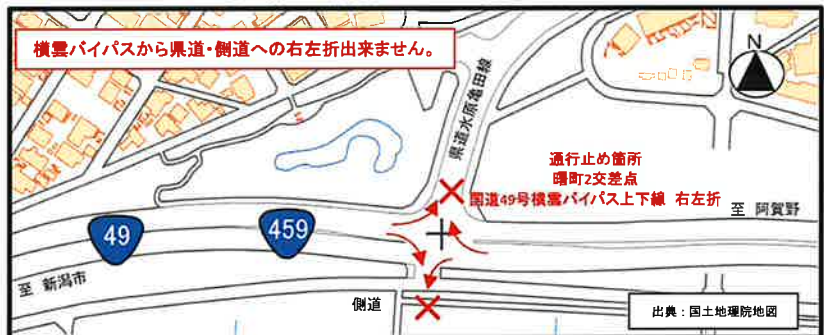 横雲バイパスから県道・側道への右左折出来ません。
N
県道水原亀田線
通行止め箇所
曙町2交差点
国道49号横雲バイパス上下線 右左折
至 阿賀野
49
459
至 新潟市
側道
出典：国土地理院地図